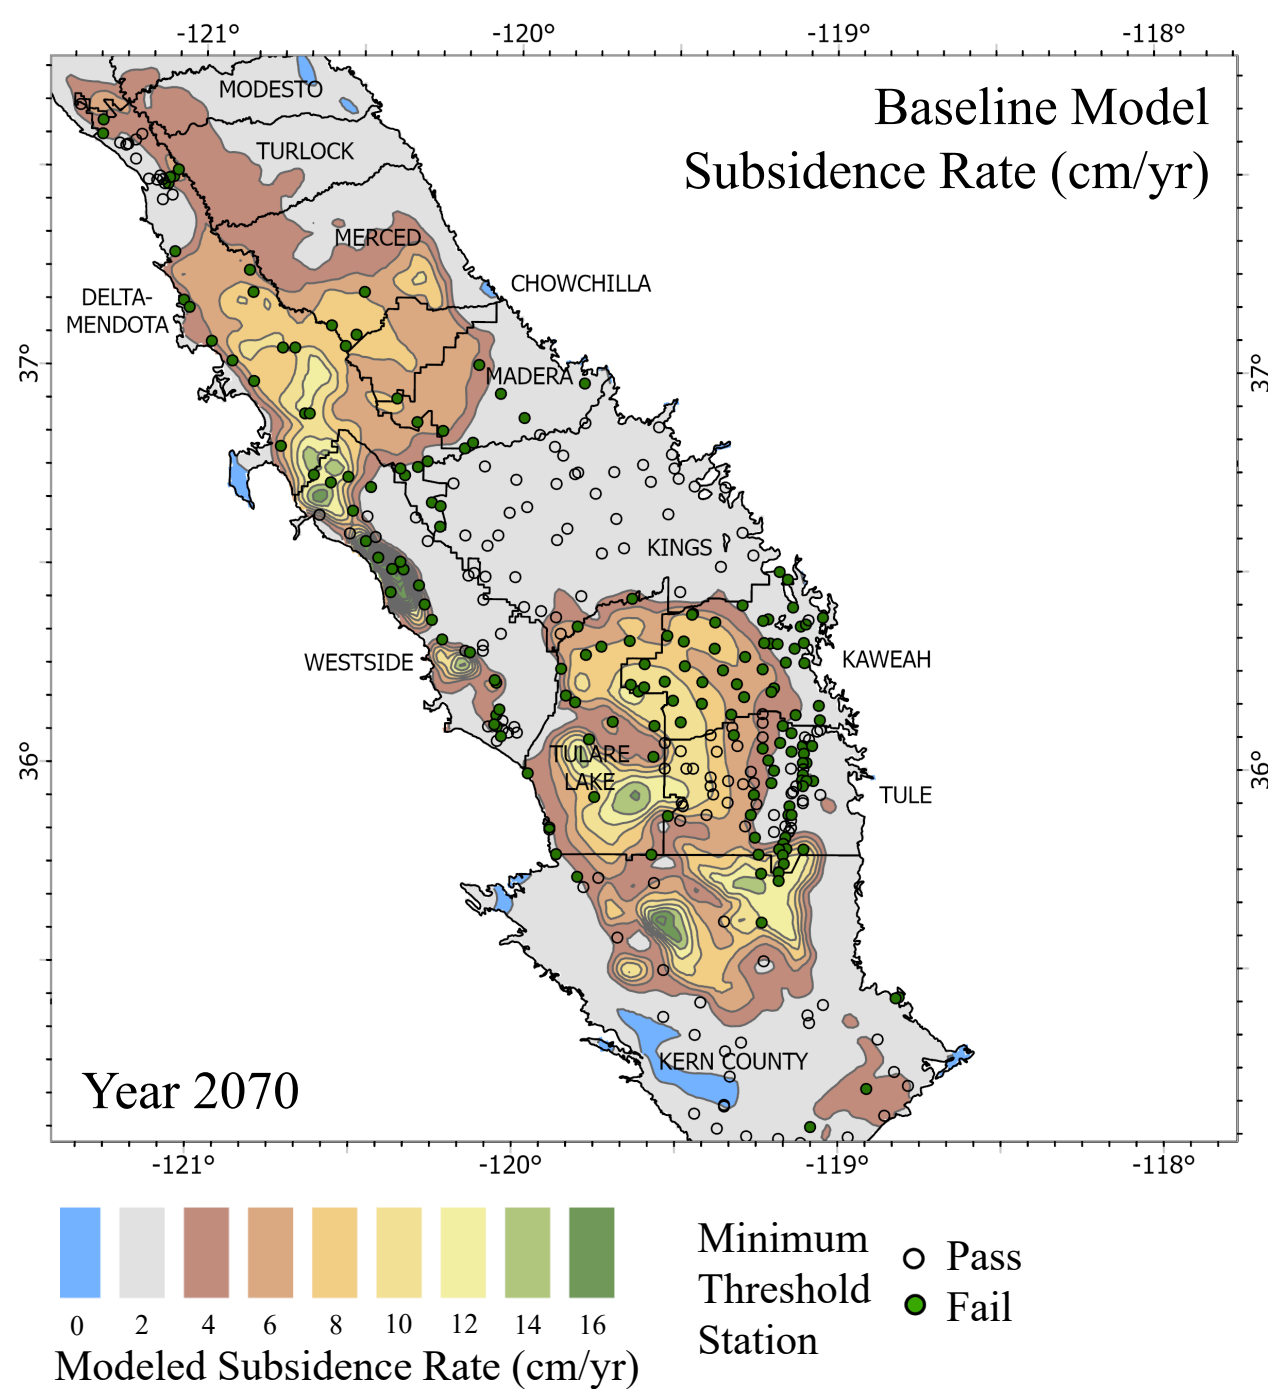 -121° -120° -119° -118°
Baseline Model
Subsidence Rate (cm/yr)
MODESTO
TURLOCK
MERCED
CHOWCHILLA
DELTA-
MENDOTA
37° 37°
MADERA
KINGS
WESTSIDE
KAWEAH
36° 36°
TULARE
LAKE
TULE
KERN COUNTY
Year 2070
-121° -120° -119° -118°
0 2 4 6 8 10 12 14 16
Modeled Subsidence Rate (cm/yr)
Minimum
Threshold
Station
Pass
Fail